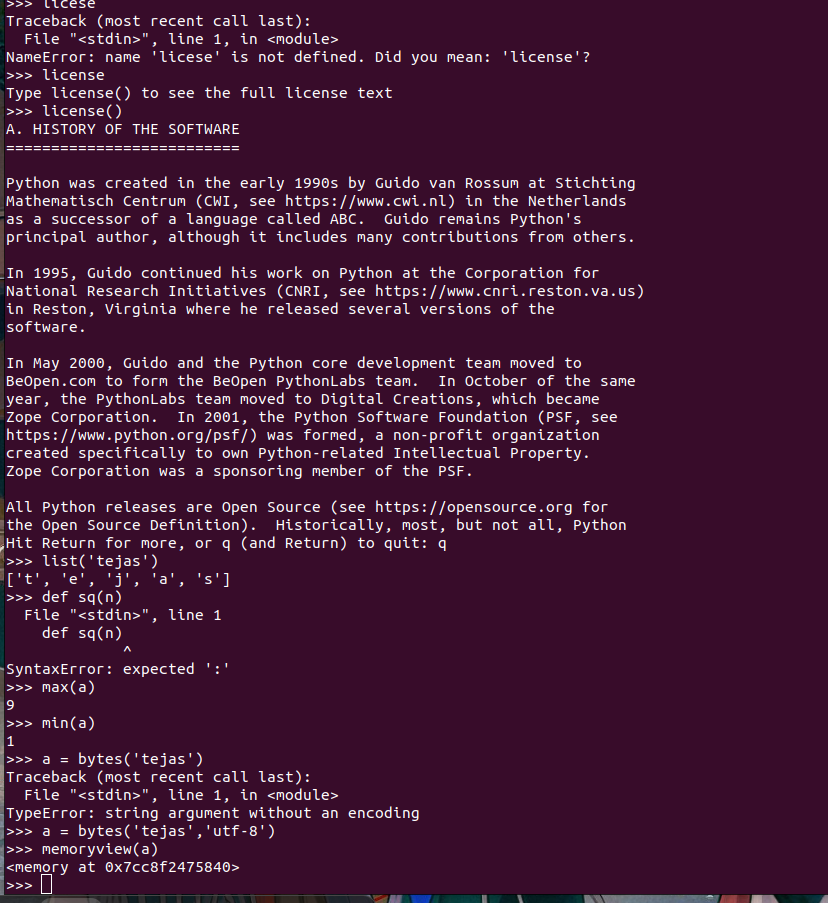 >>> licese
Traceback (most recent call last):
  File "<stdin>", line 1, in <module>
NameError: name 'licese' is not defined. Did you mean: 'license'?
>>> license
Type license() to see the full license text
>>> license()
A. HISTORY OF THE SOFTWARE
==========================

Python was created in the early 1990s by Guido van Rossum at Stichting
Mathematisch Centrum (CWI, see https://www.cwi.nl) in the Netherlands
as a successor of a language called ABC.  Guido remains Python's
principal author, although it includes many contributions from others.

In 1995, Guido continued his work on Python at the Corporation for
National Research Initiatives (CNRI, see https://www.cnri.reston.va.us)
in Reston, Virginia where he released several versions of the
software.

In May 2000, Guido and the Python core development team moved to
BeOpen.com to form the BeOpen PythonLabs team.  In October of the same
year, the PythonLabs team moved to Digital Creations, which became
Zope Corporation.  In 2001, the Python Software Foundation (PSF, see
https://www.python.org/psf/) was formed, a non-profit organization
created specifically to own Python-related Intellectual Property.
Zope Corporation was a sponsoring member of the PSF.

All Python releases are Open Source (see https://opensource.org for
the Open Source Definition).  Historically, most, but not all, Python
Hit Return for more, or q (and Return) to quit: q
>>> list('tejas')
['t', 'e', 'j', 'a', 's']
>>> def sq(n)
  File "<stdin>", line 1
    def sq(n)
             ^
SyntaxError: expected ':'
>>> max(a)
9
>>> min(a)
1
>>> a = bytes('tejas')
Traceback (most recent call last):
  File "<stdin>", line 1, in <module>
TypeError: string argument without an encoding
>>> a = bytes('tejas','utf-8')
>>> memoryview(a)
<memory at 0x7cc8f2475840>
>>>